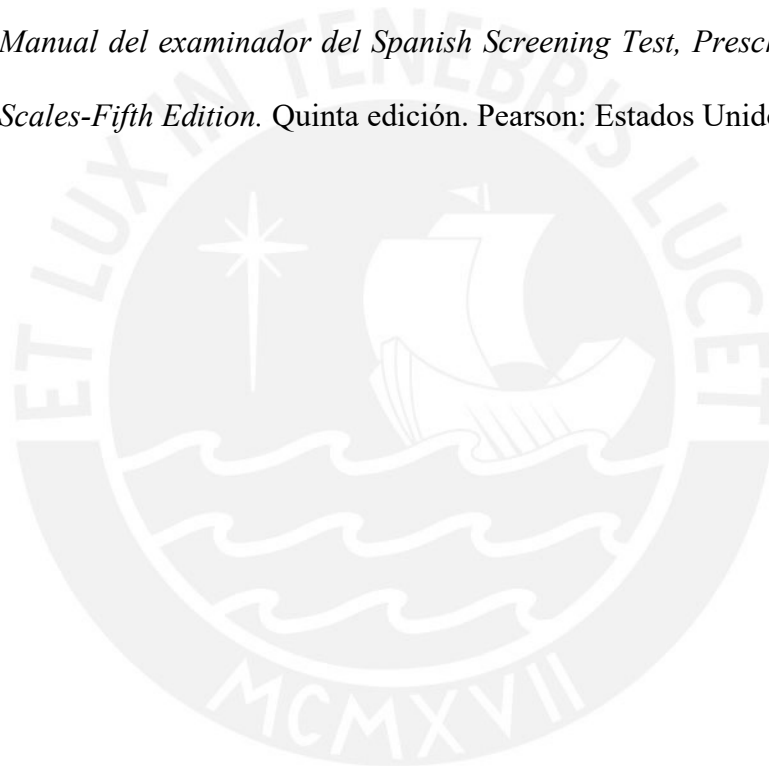 Manual del examinador del Spanish Screening Test,
Scales-Fifth Edition. Quinta edición. Pearson: Estados
ET LUX IN TENEBRIS LUCET
MCMXVII